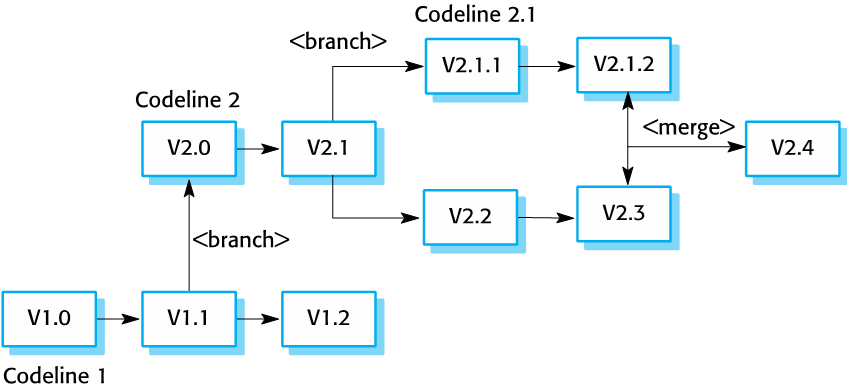 Codeline 2.1
<branch>
V2.1.1
V2.1.2
Codeline 2
<merge>
V2.0
V2.1
V2.4
V2.2
V2.3
<branch>
V1.0
V1.1
V1.2
Codeline 1